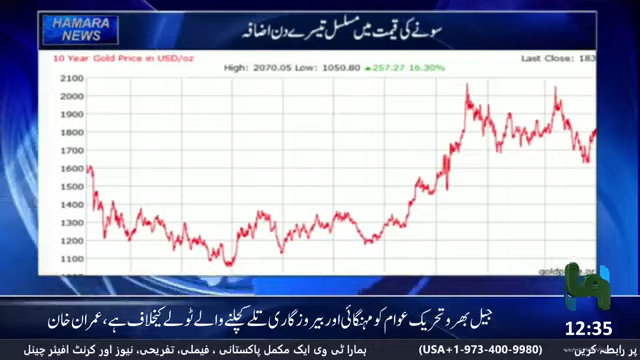 HAMARA
NEWS
سونے کی قیمت میں مسلسل تیسرے دن اضافہ
10 Year Gold Price in USD/oz
Last Close: 183
High: 2070.05 Low: 1050.80 ▲257.27 16.30%
2100
2000
1900
1800
1700
1600
1500
1400
1300
1200
1100
جیل بھرو تحریک عوام کو مہنگائی اور بیروزگاری تلے کچلنے والے ٹولے کیخلاف ہے، عمران خان
12:35
ہمارا ٹی وی ایک مکمل پاکستانی ، فیملی، تفریحی، نیوز اور کرنٹ افیئر چینل
(USA+1-973-400-9980) پر رابطہ کریں